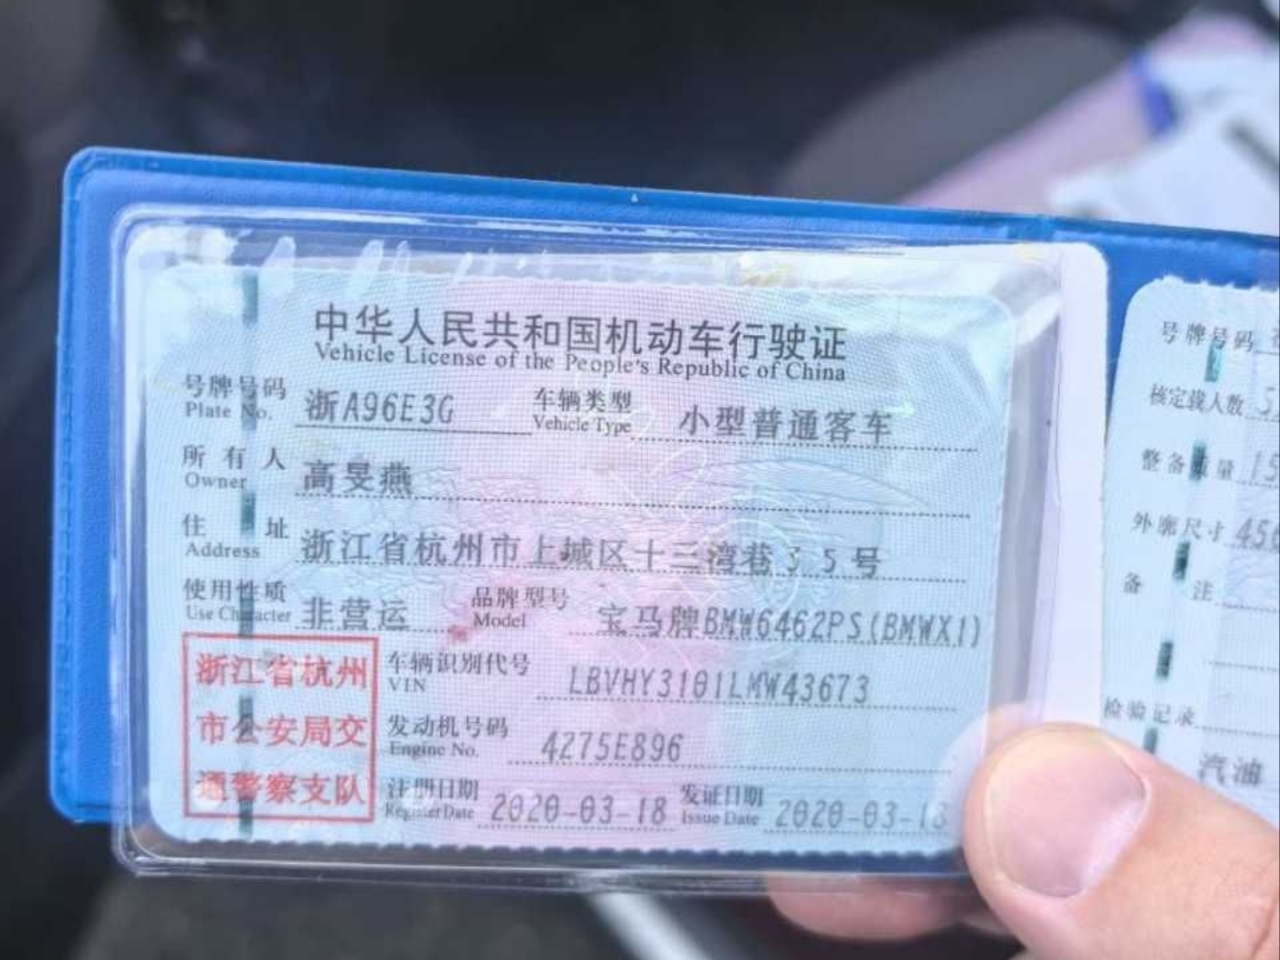 中华人民共和国机动车行驶证
Vehicle License of the People's Republic of China
号牌号码 浙A96E3G 车辆类型 小型普通客车
Plate No. Vehicle Type
所有人 高旻燕
Owner
住址 浙江省杭州市上城区十三湾巷35号
Address
使用性质 非营运 品牌型号 宝马牌BMW6462PS(BMWX1)
Use Character Model
浙江省杭州
市公安局交
通警察支队
车辆识别代号 LBVHY3101LMW43673
VIN
发动机号码 4275E896
Engine No.
注册日期 2020-03-18 发证日期 2020-03-18
Register Date Issue Date
号牌号码
核定载人数
整备质量
外廓尺寸
备注
检验记录
汽油